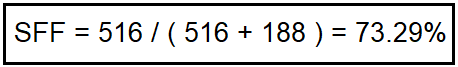 SFF = 516 / ( 516 + 188 ) = 73.29%